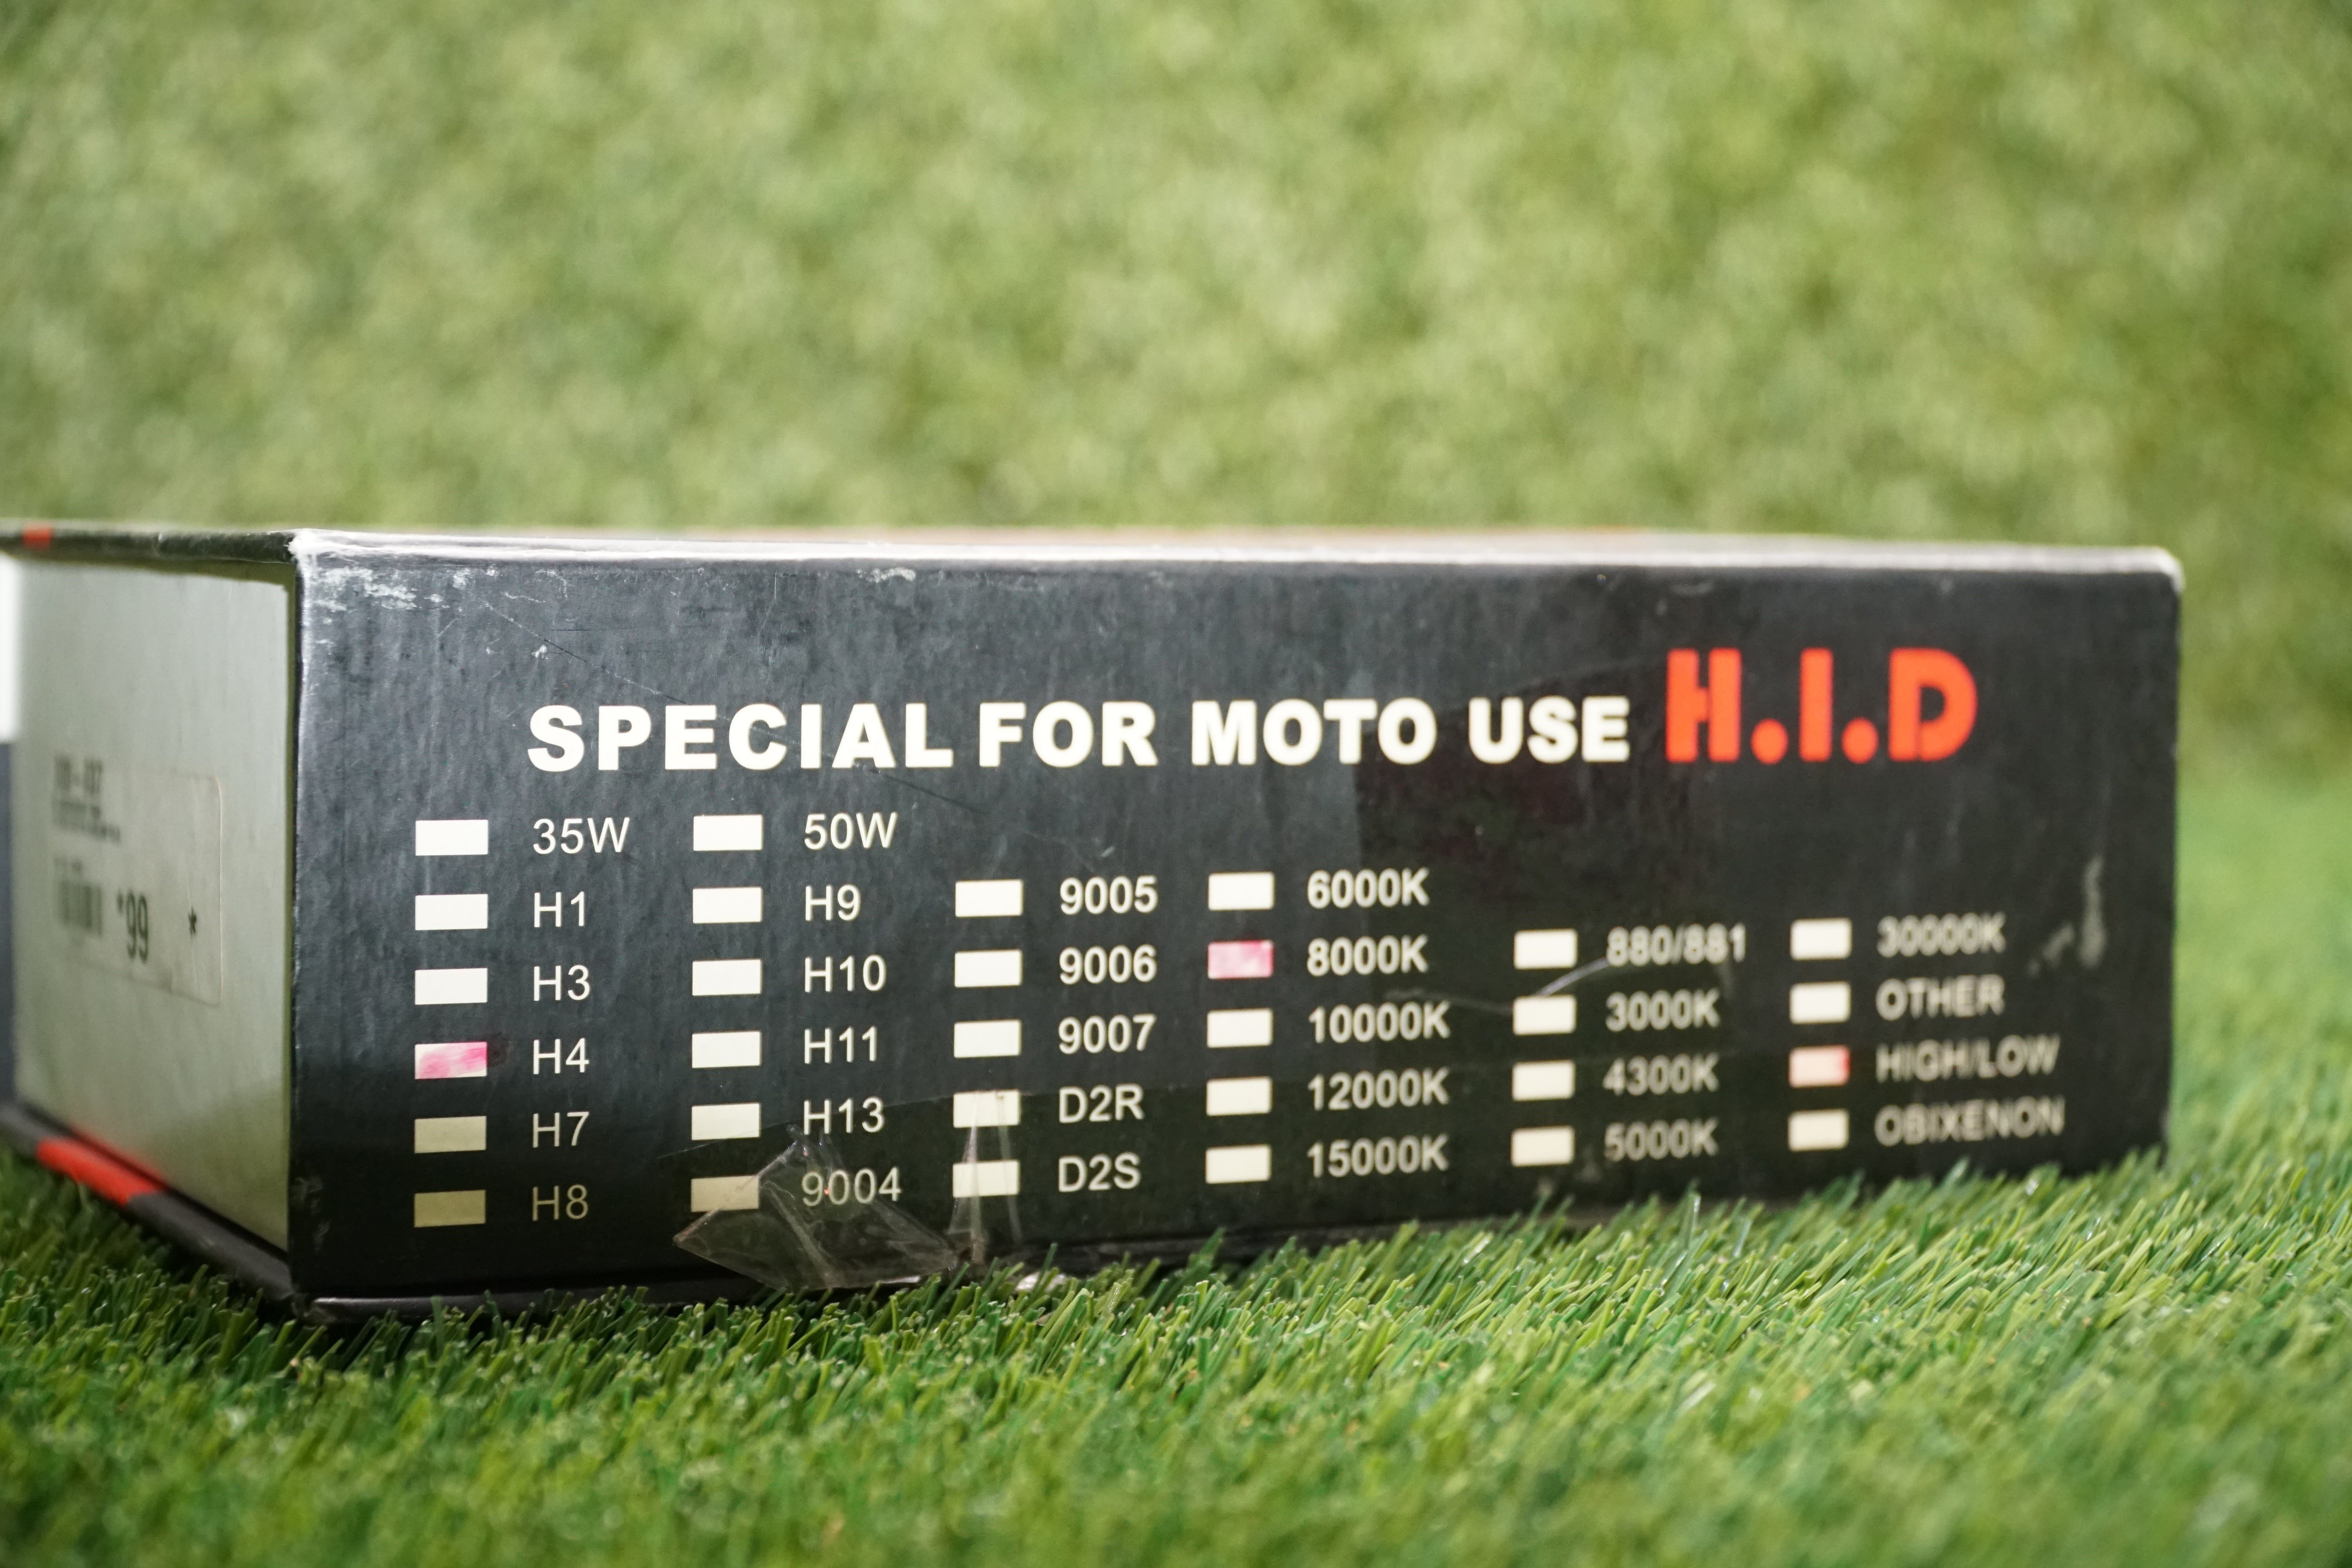 SPECIAL FOR MOTO USE H.I.D
35W 50W
H1 H9 9005 6000K 880/881 30000K
H3 H10 9006 8000K 3000K OTHER
H4 H11 9007 10000K 4300K HIGH/LOW
H7 H13 D2R 12000K 5000K OBIXENON
H8 9004 D2S 15000K
*99 *